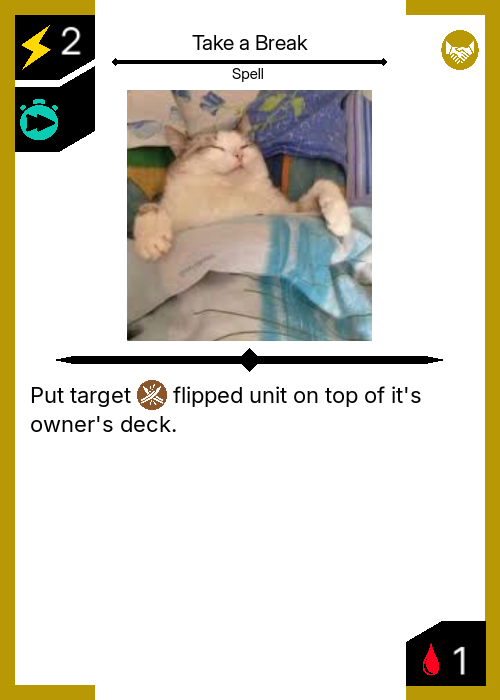 2
Take a Break
Spell
Put target flipped unit on top of it's
owner's deck.
1